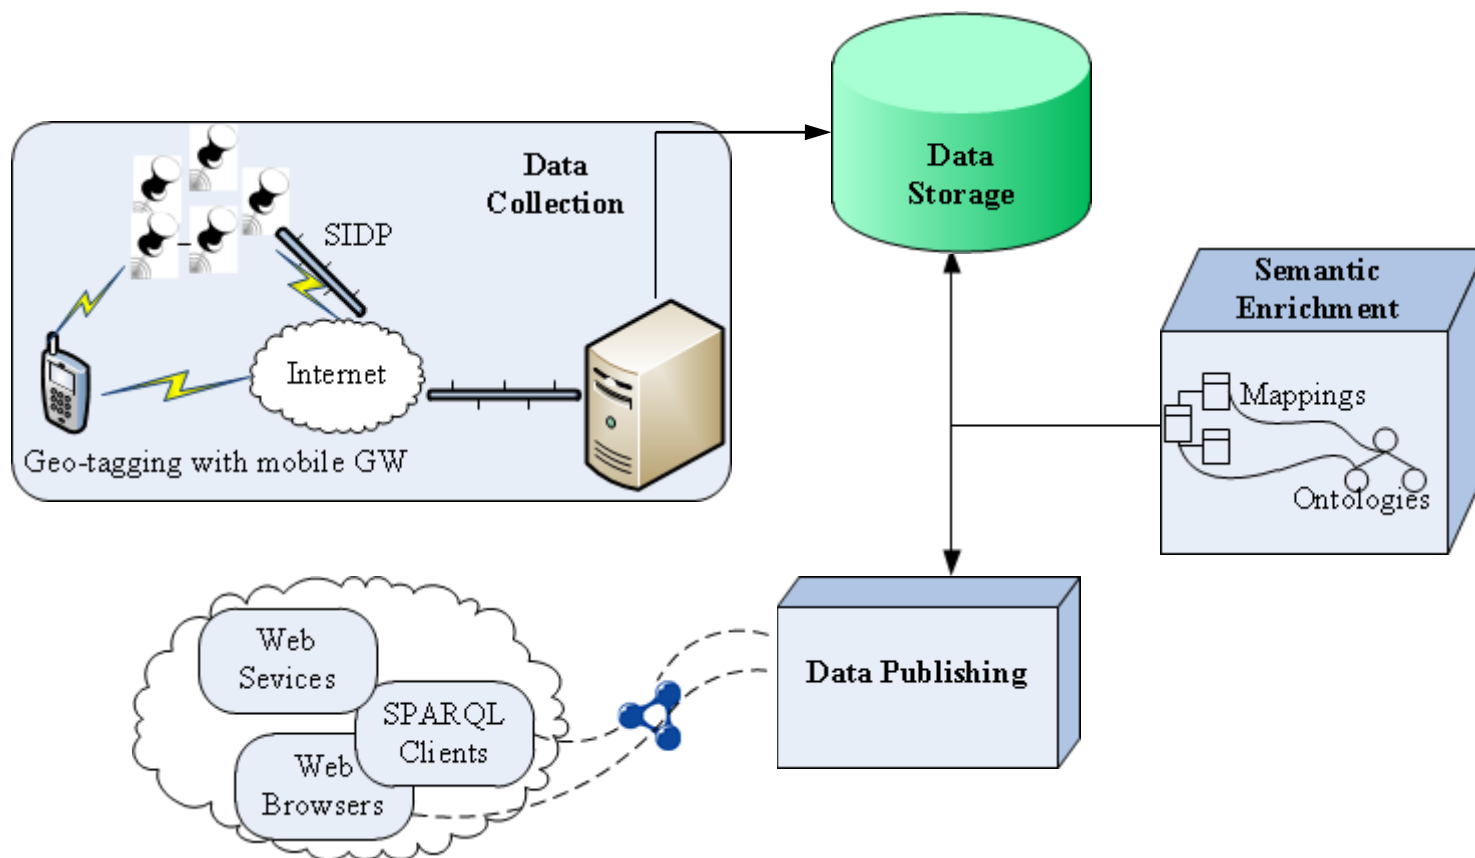 Data
Storage
Data
Collection
SIDP
Internet
Geo-tagging with mobile GW
Semantic
Enrichment
Mappings
Ontologies
Web
Sevices
SPARQL
Clients
Web
Browsers
Data Publishing